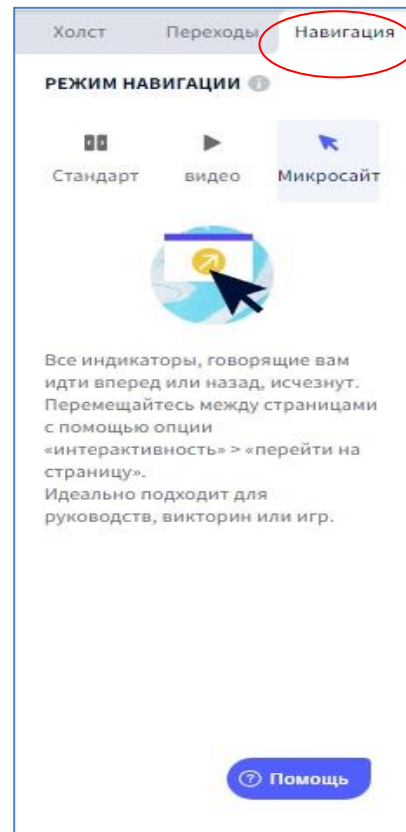 Холст Переходы Навигация
РЕЖИМ НАВИГАЦИИ
Стандарт видео Микросайт
Все индикаторы, говорящие вам
идти вперед или назад, исчезнут.
Перемещайтесь между страницами
с помощью опции
«интерактивность» > «перейти на
страницу».
Идеально подходит для
руководств, викторин или игр.
Помощь